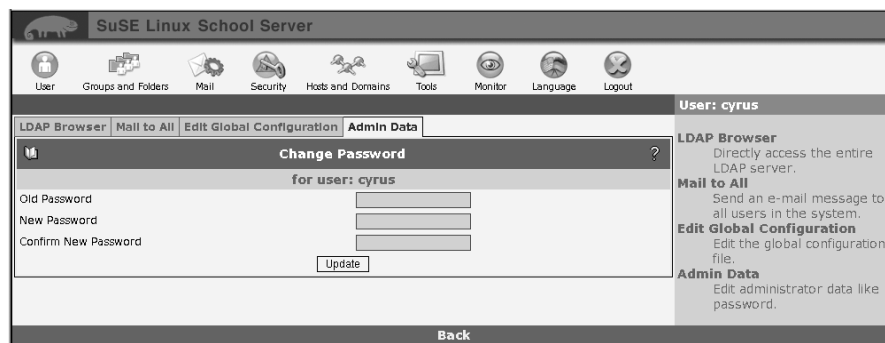 SuSE Linux School Server
User Groups and Folders Mail Security Hosts and Domains Tools Monitor Language Logout
LDAP Browser Mail to All Edit Global Configuration Admin Data
Change Password ?
for user: cyrus
Old Password
New Password
Confirm New Password
Update
User: cyrus
LDAP Browser
Directly access the entire
LDAP server.
Mail to All
Send an e-mail message to
all users in the system.
Edit Global Configuration
Edit the global configuration
file.
Admin Data
Edit administrator data like
password.
Back